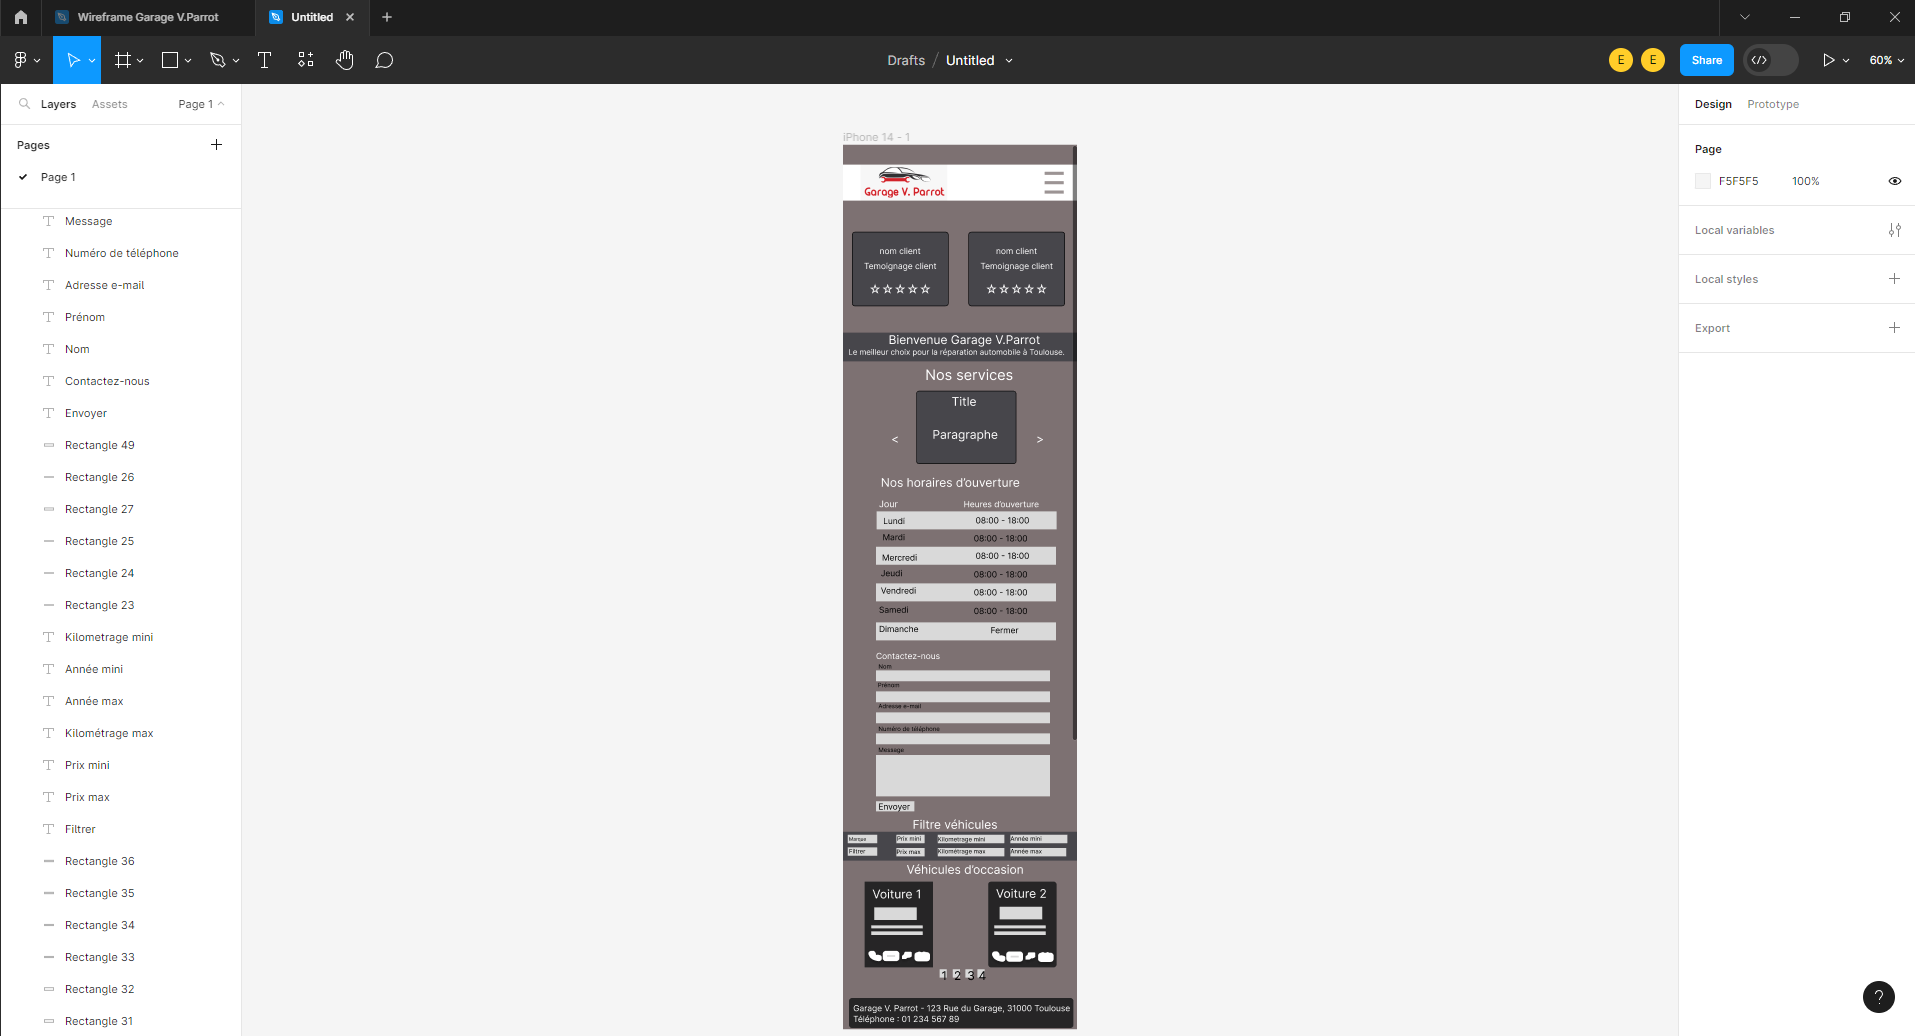 Wireframe Garage V.Parrot
Untitled
Drafts / Untitled
E
E
Share
60%
Layers
Assets
Page 1
Pages
Page 1
Message
Numéro de téléphone
Adresse e-mail
Prénom
Nom
Contactez-nous
Envoyer
Rectangle 49
Rectangle 26
Rectangle 27
Rectangle 25
Rectangle 24
Rectangle 23
Kilometrage mini
Année mini
Année max
Kilométrage max
Prix mini
Prix max
Filtrer
Rectangle 36
Rectangle 35
Rectangle 34
Rectangle 33
Rectangle 32
Rectangle 31
iPhone 14 - 1
Garage V. Parrot
nom client
Temoignage client
nom client
Temoignage client
Bienvenue Garage V.Parrot
Le meilleur choix pour la réparation automobile à Toulouse.
Nos services
Title
Paragraphe
<
>
Nos horaires d'ouverture
Jour Heures d'ouverture
Lundi 08:00 - 18:00
Mardi 08:00 - 18:00
Mercredi 08:00 - 18:00
Jeudi 08:00 - 18:00
Vendredi 08:00 - 18:00
Samedi 08:00 - 18:00
Dimanche Fermer
Contactez-nous
Nom
Prénom
Adresse e-mail
Numéro de téléphone
Message
Envoyer
Filtre véhicules
Marque Prix mini Kilometrage mini Année mini
Filtrer Prix max Kilométrage max Année max
Véhicules d'occasion
Voiture 1
Voiture 2
1 2 3 4
Garage V. Parrot - 123 Rue du Garage, 31000 Toulouse
Téléphone : 01 234 567 89
Design
Prototype
Page
F5F5F5 100%
Local variables
Local styles
Export
?